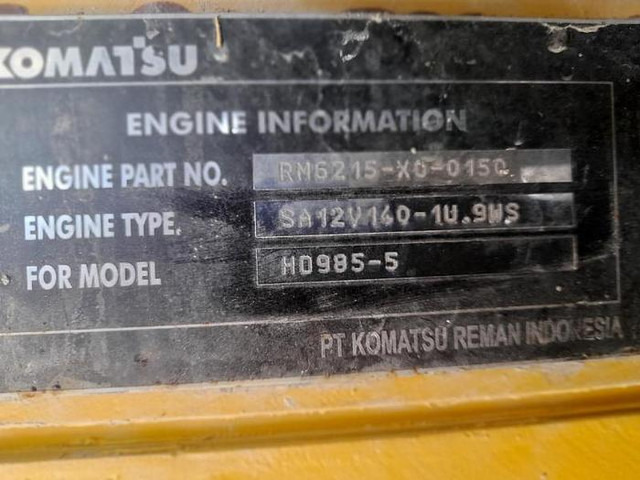 KOMATSU
ENGINE INFORMATION
ENGINE PART NO. RM6215-X0-0150
ENGINE TYPE. SA12V140-1U.9WS
FOR MODEL HD985-5
PT KOMATSU REMAN INDONESIA